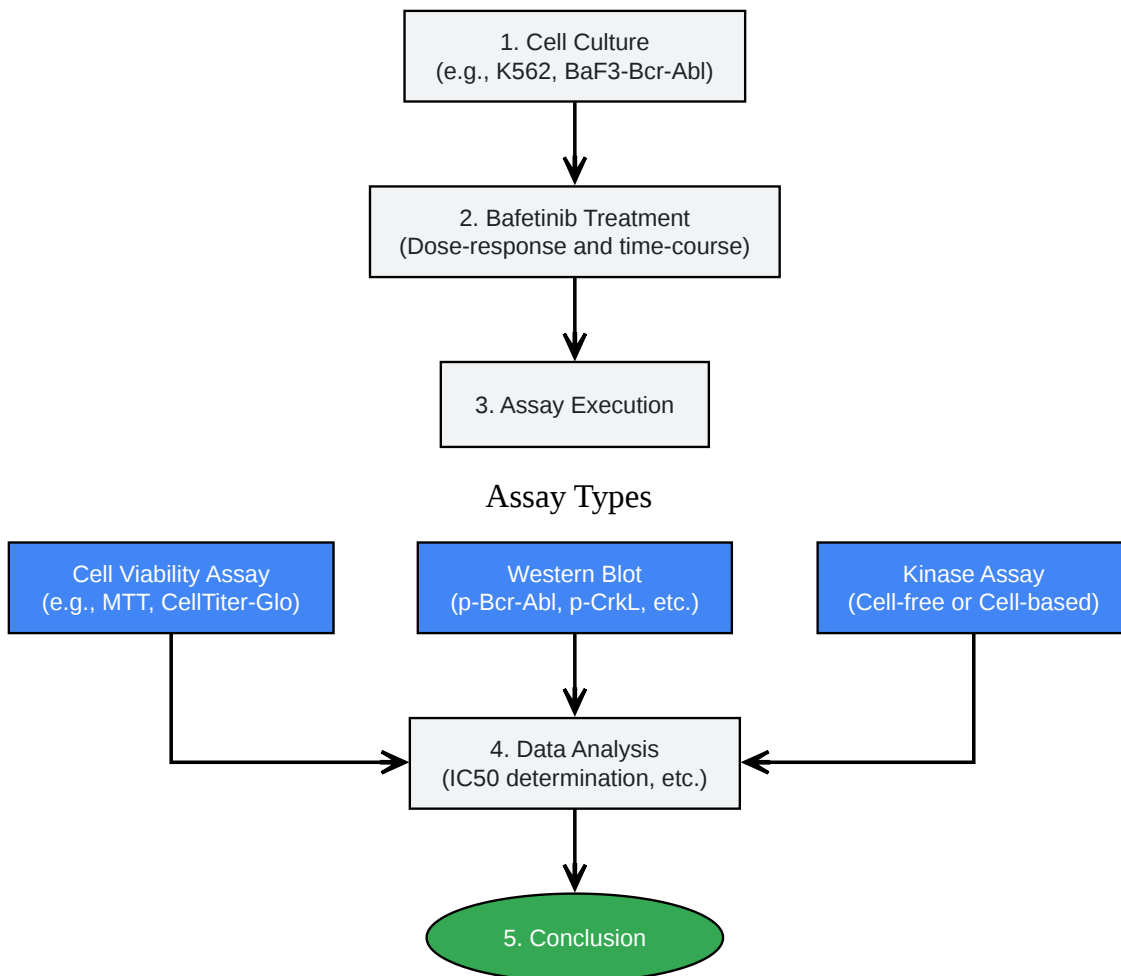 1. Cell Culture
(e.g., K562, BaF3-Bcr-Abl)
2. Bafetinib Treatment
(Dose-response and time-course)
3. Assay Execution
Assay Types
Cell Viability Assay
(e.g., MTT, CellTiter-Glo)
Western Blot
(p-Bcr-Abl, p-CrkL, etc.)
Kinase Assay
(Cell-free or Cell-based)
4. Data Analysis
(IC50 determination, etc.)
5. Conclusion